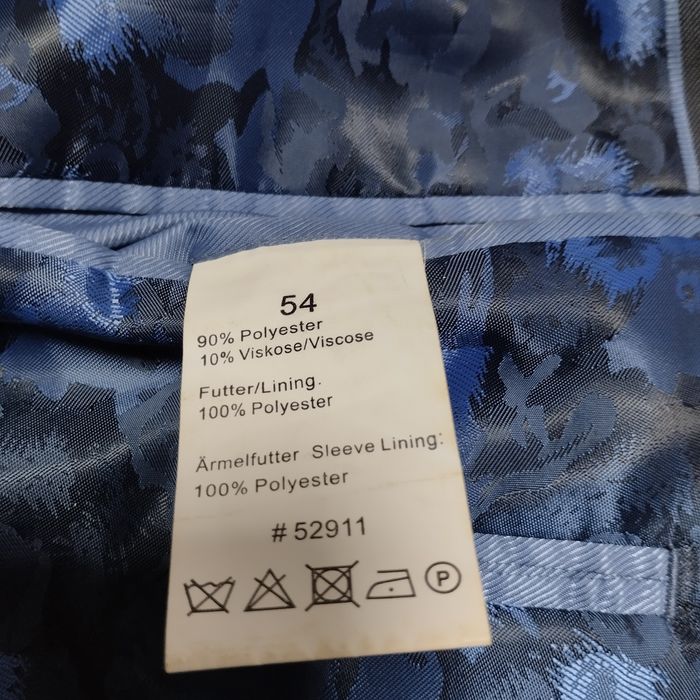 54
90% Polyester
10% Viskose/Viscose
Futter/Lining.
100% Polyester
Ärmelfutter Sleeve Lining:
100% Polyester
# 52911
P